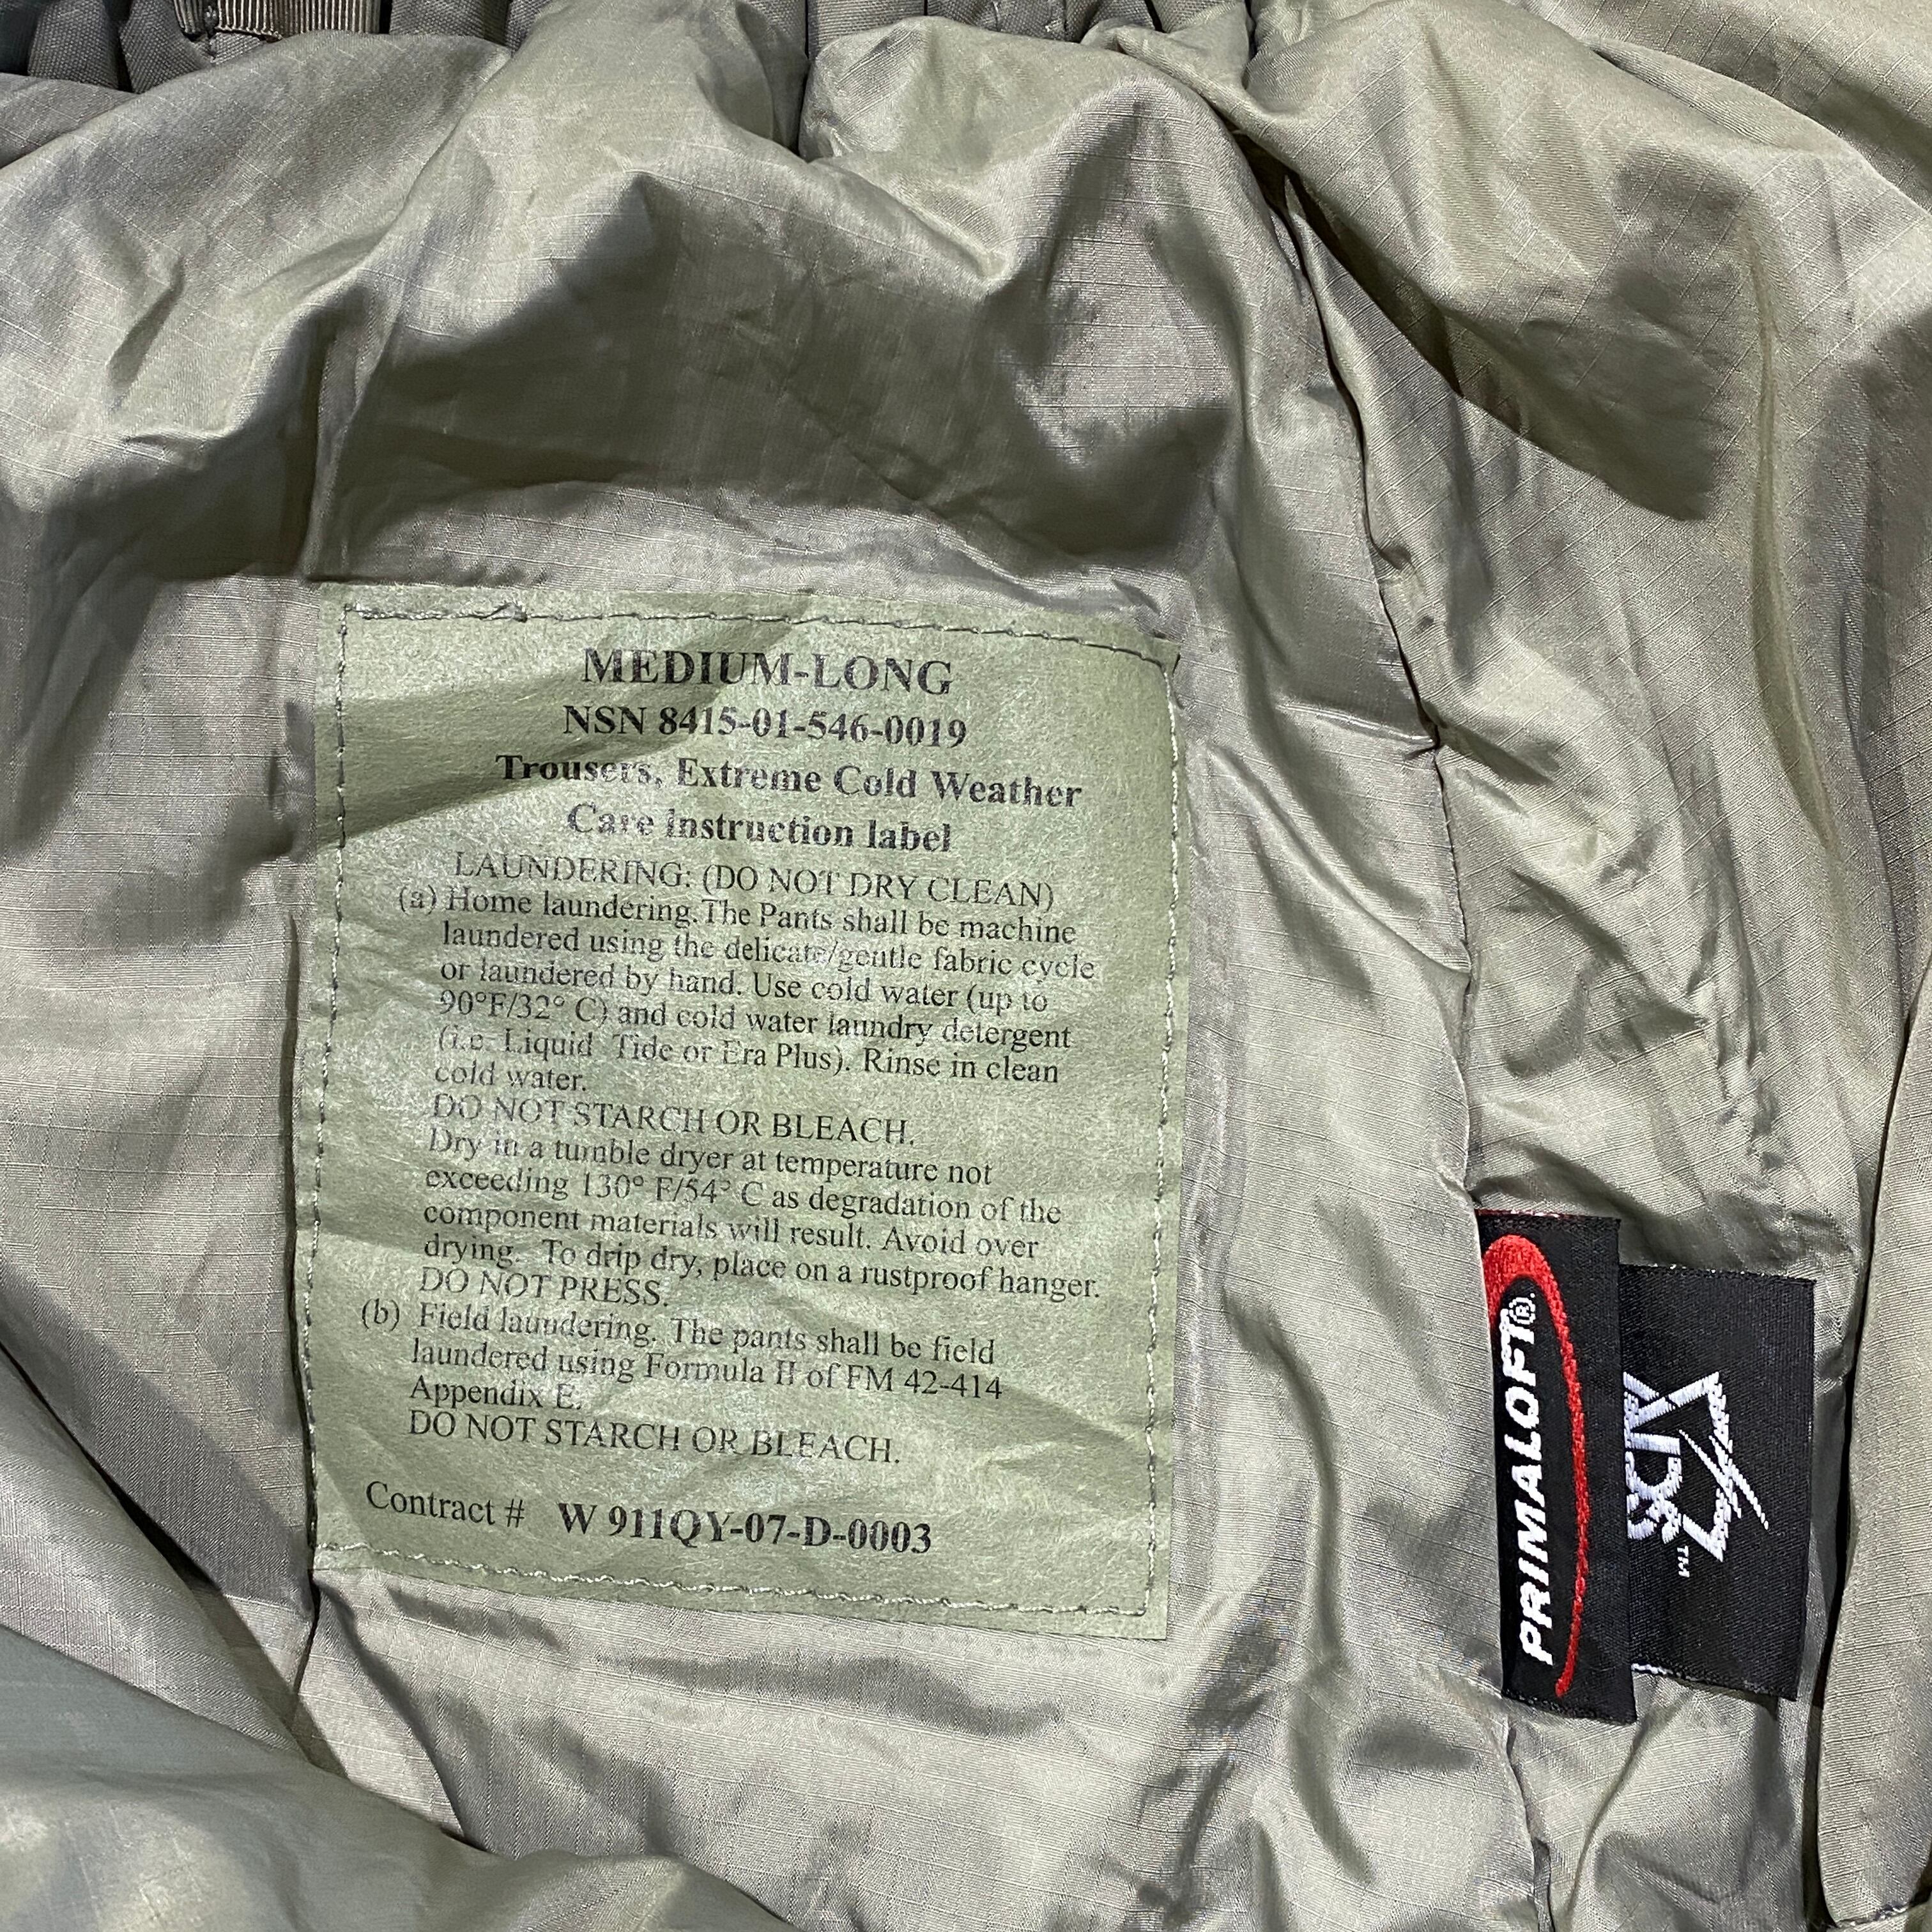 MEDIUM-LONG
NSN 8415-01-546-0019
Trousers, Extreme Cold Weather
Care Instruction label
LAUNDERING: (DO NOT DRY CLEAN)
(a) Home laundering.The Pants shall be machine
laundered using the delicate/gentle fabric cycle
or laundered by hand. Use cold water (up to
90°F/32° C) and cold water laundry detergent
(i.e. Liquid Tide or Era Plus). Rinse in clean
cold water.
DO NOT STARCH OR BLEACH.
Dry in a tumble dryer at temperature not
exceeding 130° F/54° C as degradation of the
component materials will result. Avoid over
drying. To drip dry, place on a rustproof hanger.
DO NOT PRESS.
(b) Field laundering. The pants shall be field
laundered using Formula II of FM 42-414
Appendix E.
DO NOT STARCH OR BLEACH.
Contract # W 911QY-07-D-0003
PRIMALOFT®
TM